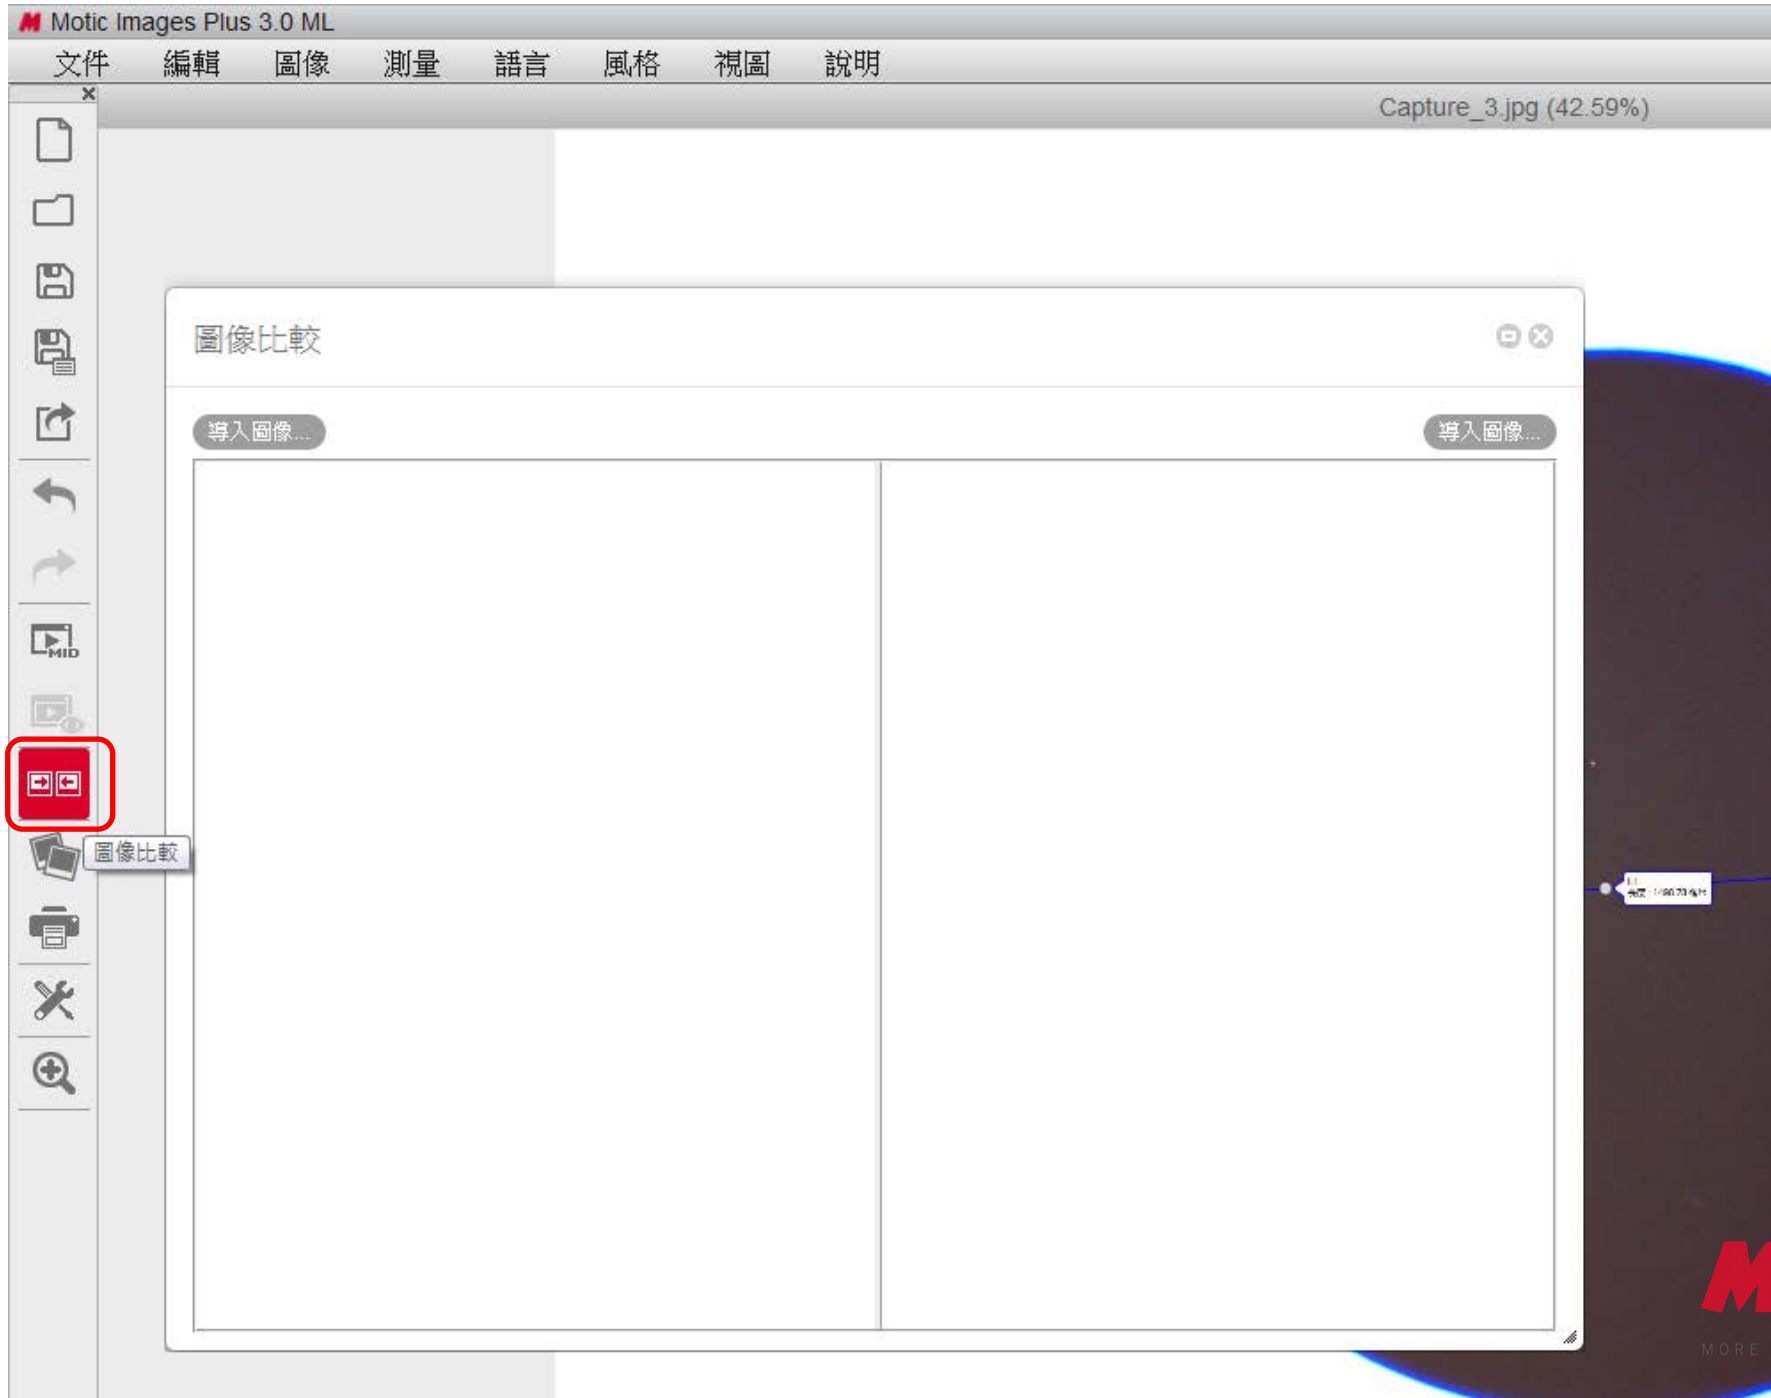 Motic Images Plus 3.0 ML
文件 編輯 圖像 測量 語言 風格 視圖 說明
Capture_3.jpg (42.59%)
圖像比較
導入圖像... 導入圖像...
MID
圖像比較
MORE